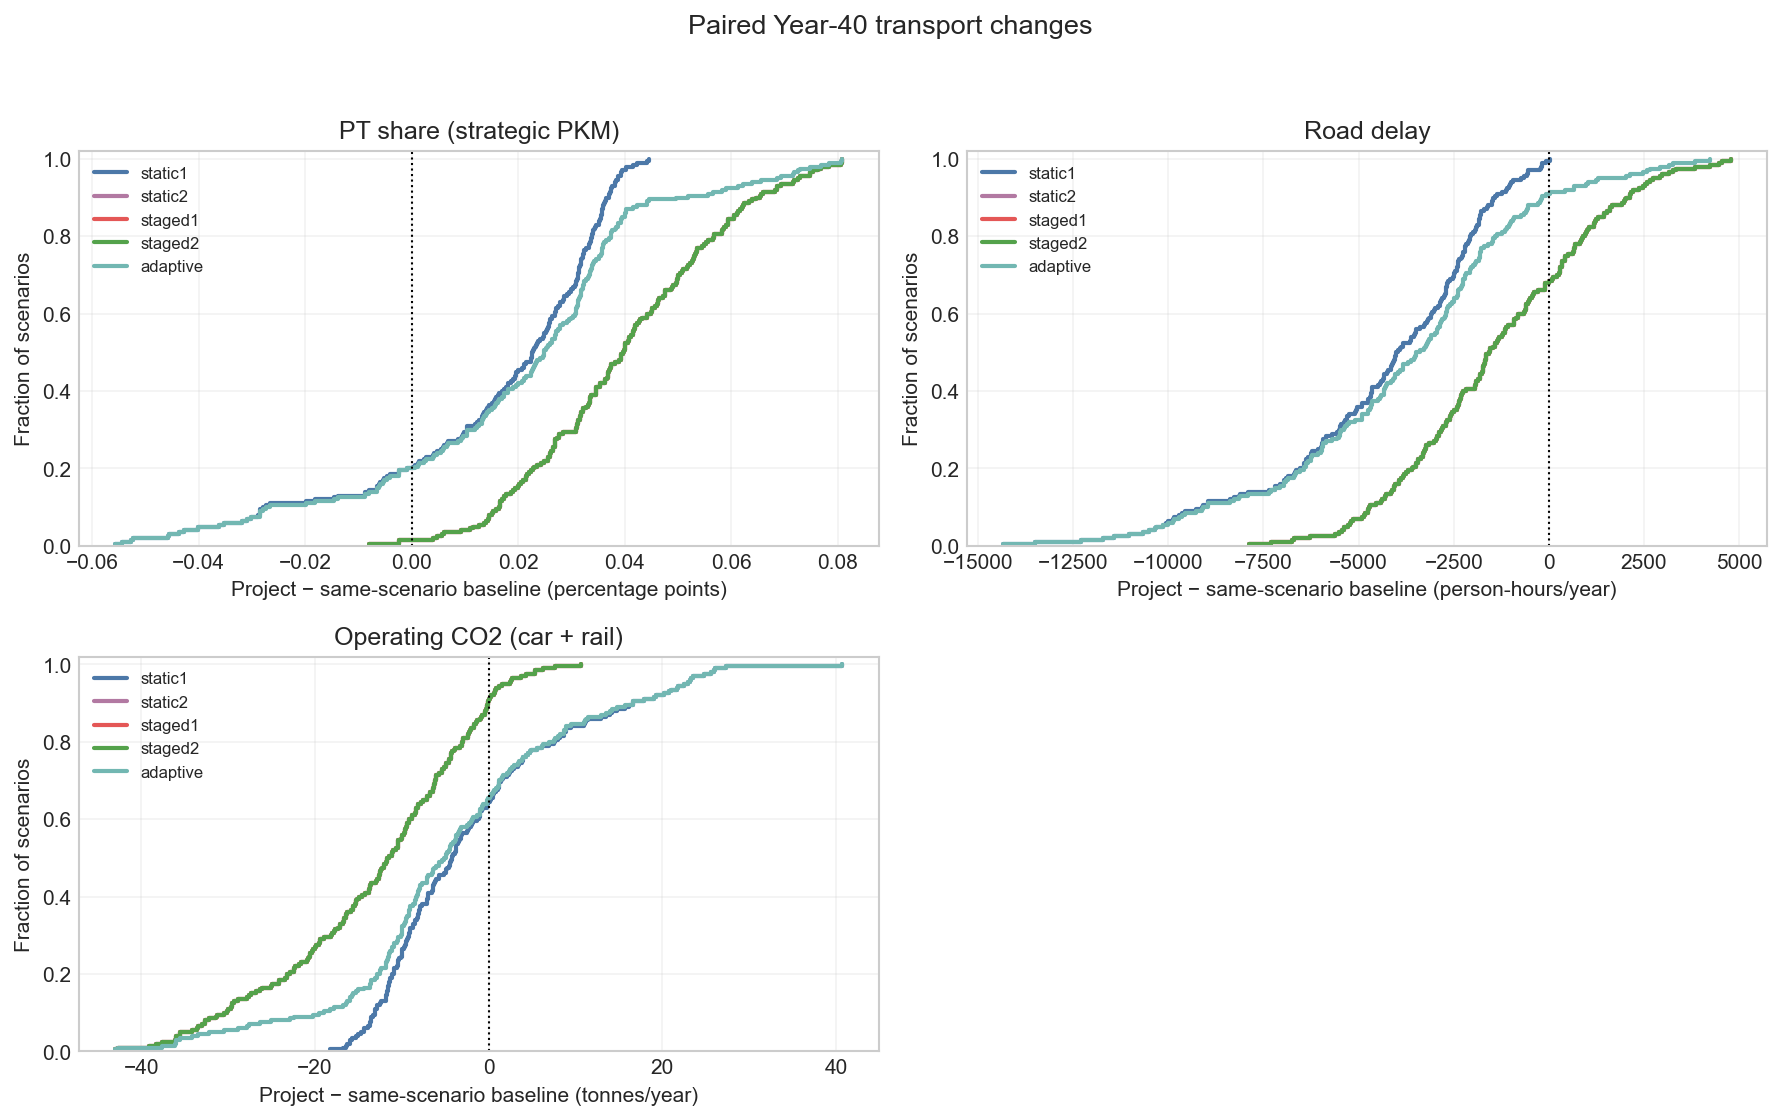 Paired Year-40 transport changes
PT share (strategic PKM)
1.0
0.8
0.6
0.4
0.2
0.0
Fraction of scenarios
static1
static2
staged1
staged2
adaptive
−0.06 −0.04 −0.02 0.00 0.02 0.04 0.06 0.08
Project − same-scenario baseline (percentage points)
Road delay
1.0
0.8
0.6
0.4
0.2
0.0
Fraction of scenarios
static1
static2
staged1
staged2
adaptive
−15000 −12500 −10000 −7500 −5000 −2500 0 2500 5000
Project − same-scenario baseline (person-hours/year)
Operating CO2 (car + rail)
1.0
0.8
0.6
0.4
0.2
0.0
Fraction of scenarios
static1
static2
staged1
staged2
adaptive
−40 −20 0 20 40
Project − same-scenario baseline (tonnes/year)